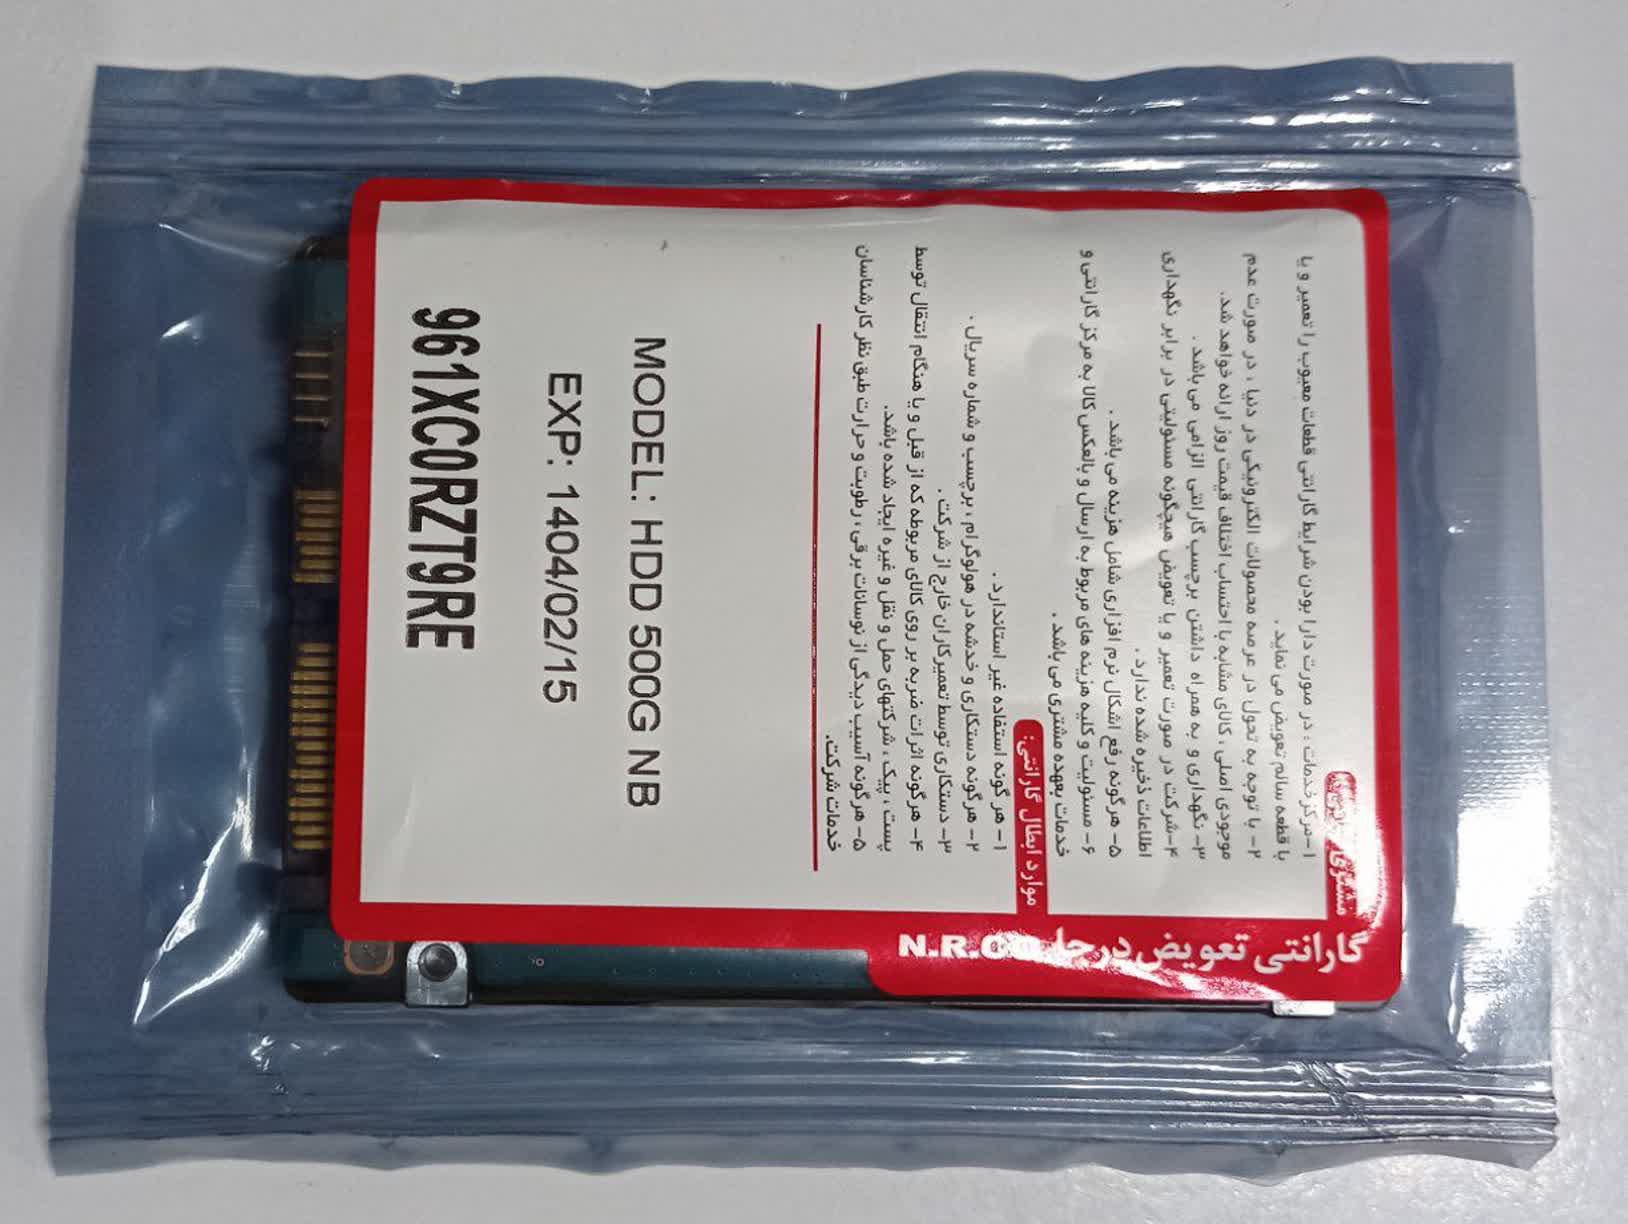 گارانتی تعویض در جا N.R.C
مشتری
۱-مرکز خدمات ، در صورت دارا بودن شرایط گارانتی قطعات معیوب را تعمیر و یا
با قطعه سالم تعویض می نماید .
۲- با توجه به تحول در عرصه محصولات الکترونیکی در دنیا ، در صورت عدم
موجودی اصلی ، کالای مشابه با احتساب اختلاف قیمت روز ارائه خواهد شد.
۳- نگهداری و به همراه داشتن برچسب گارانتی الزامی می باشد .
۴-شرکت در صورت تعمیر و یا تعویض هیچگونه مسئولیتی در برابر نگهداری
اطلاعات ذخیره شده ندارد .
۵- هرگونه رفع اشکال نرم افزاری شامل هزینه می باشد .
۶- مسئولیت و کلیه هزینه های مربوط به ارسال و بالعکس کالا به مرکز گارانتی و
خدمات بعهده مشتری می باشد .
موارد ابطال گارانتی:
۱- هر گونه استفاده غیر استاندارد .
۲- هرگونه دستکاری و خدشه در هولوگرام ، برچسب و شماره سریال .
۳- دستکاری توسط تعمیرکاران خارج از شرکت .
۴- هرگونه اثرات ضربه بر روی کالای مربوطه که از قبل و یا هنگام انتقال توسط
پست ، پیک ، شرکتهای حمل و نقل و غیره ایجاد شده باشد.
۵- هرگونه آسیب دیدگی از نوسانات برقی ، رطوبت و حرارت طبق نظر کارشناسان
خدمات شرکت.
MODEL: HDD 500G NB
EXP: 1404/02/15
961XC0RZT9RE